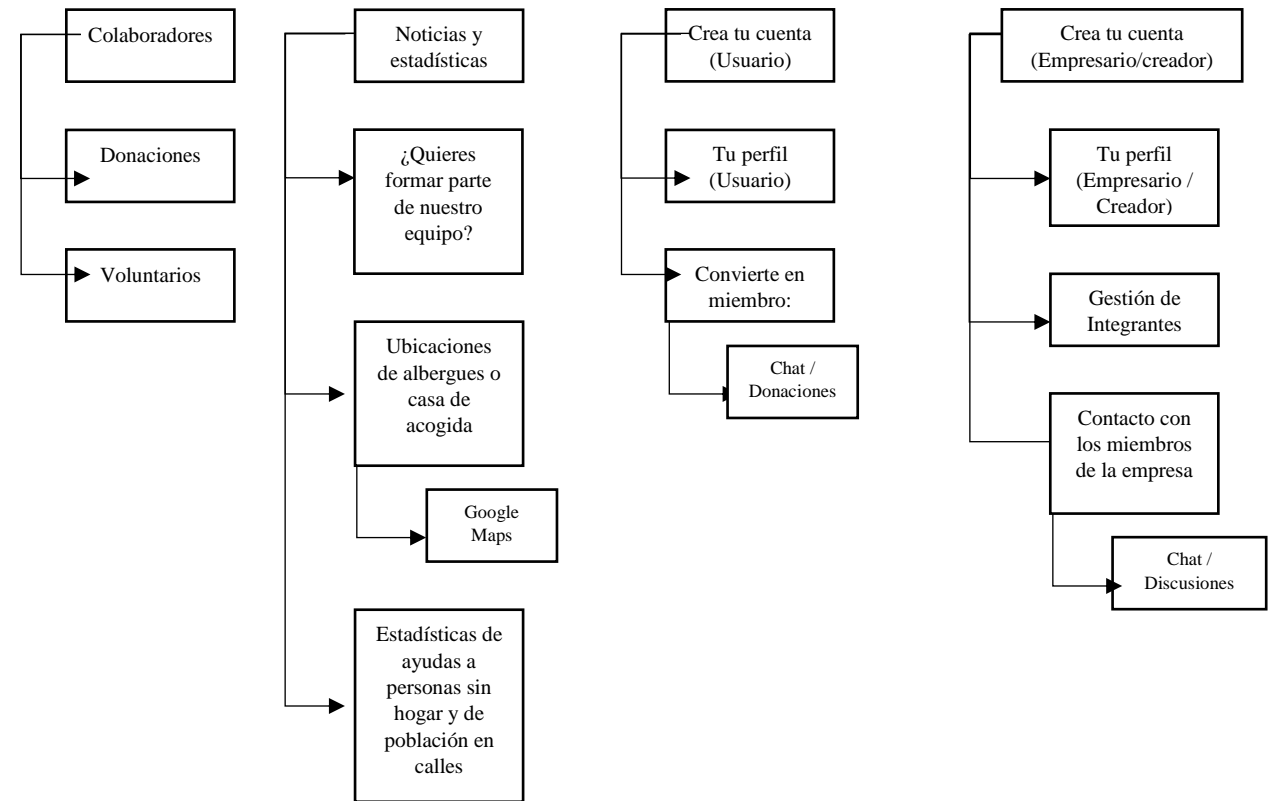 Colaboradores
Donaciones
Voluntarios
Noticias y
estadísticas
¿Quieres
formar parte
de nuestro
equipo?
Ubicaciones
de albergues o
casa de
acogida
Google
Maps
Estadísticas de
ayudas a
personas sin
hogar y de
población en
calles
Crea tu cuenta
(Usuario)
Tu perfil
(Usuario)
Convierte en
miembro:
Chat /
Donaciones
Crea tu cuenta
(Empresario/creador)
Tu perfil
(Empresario /
Creador)
Gestión de
Integrantes
Contacto con
los miembros
de la empresa
Chat /
Discusiones